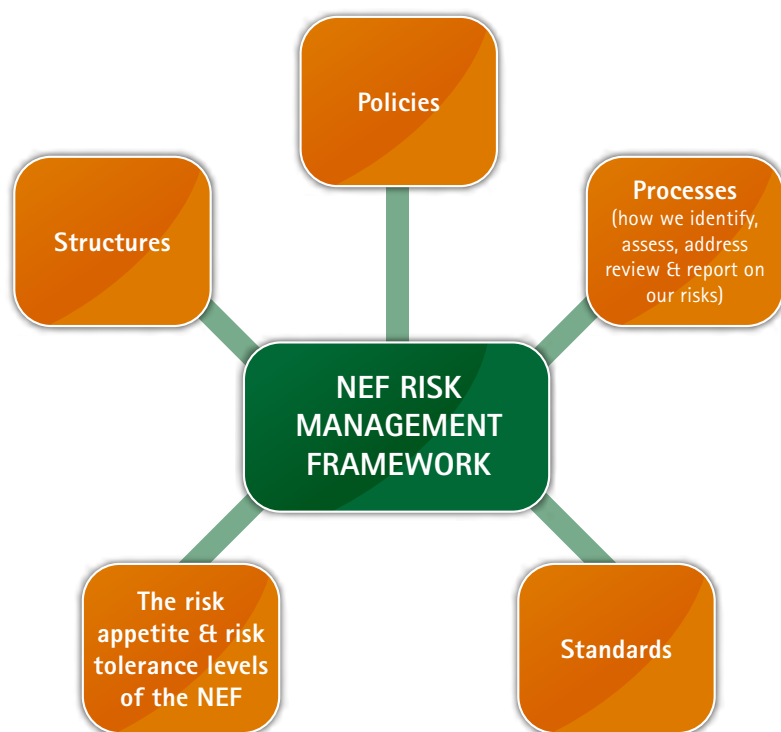 Policies
Structures
Processes
(how we identify,
assess, address
review & report on
our risks)
NEF RISK
MANAGEMENT
FRAMEWORK
The risk
appetite & risk
tolerance levels
of the NEF
Standards